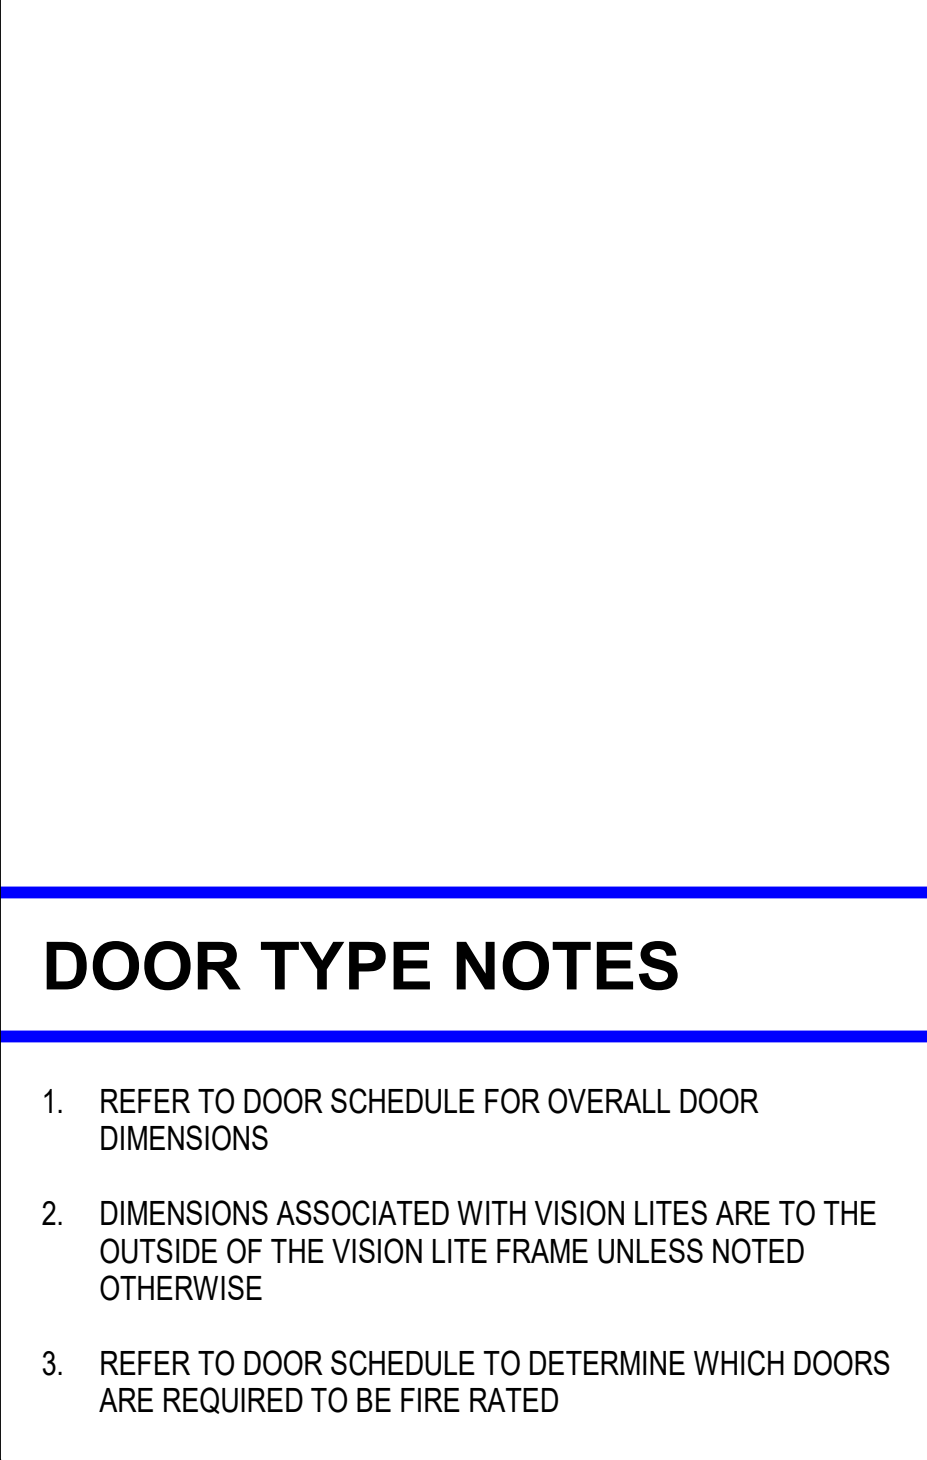 DOOR TYPE NOTES
1. REFER TO DOOR SCHEDULE FOR OVERALL DOOR
DIMENSIONS
2. DIMENSIONS ASSOCIATED WITH VISION LITES ARE TO THE
OUTSIDE OF THE VISION LITE FRAME UNLESS NOTED
OTHERWISE
3. REFER TO DOOR SCHEDULE TO DETERMINE WHICH DOORS
ARE REQUIRED TO BE FIRE RATED